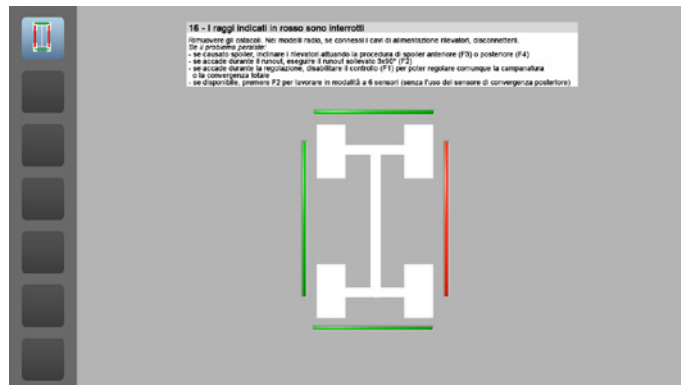 16 - I raggi indicati in rosso sono interrotti
Rimuovere gli ostacoli. Nei modelli radio, se connessi i cavi di alimentazione rilevatori, disconnetterli.
Se il problema persiste:
- se causato spoiler, inclinare i rilevatori attuando la procedura di spoiler anteriore (F3) o posteriore (F4)
- se accade durante il runout, eseguire il runout sollevato 3x90° (F2)
- se accade durante la regolazione, disabilitare il controllo (F1) per poter regolare comunque la campanatura
o la convergenza totale
- se disponibile, premere F2 per lavorare in modalità a 6 sensori (senza l'uso del sensore di convergenza posteriore)